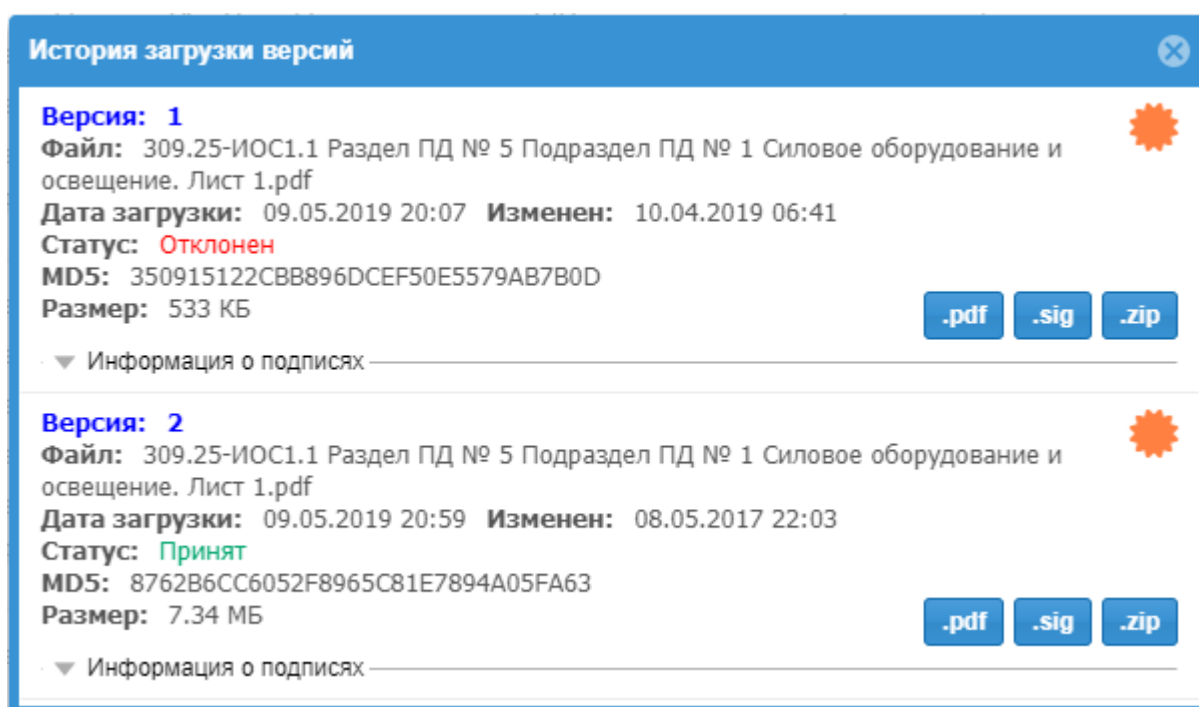 История загрузки версий
Версия: 1
Файл: 309.25-ИОС1.1 Раздел ПД № 5 Подраздел ПД № 1 Силовое оборудование и
освещение. Лист 1.pdf
Дата загрузки: 09.05.2019 20:07 Изменен: 10.04.2019 06:41
Статус: Отклонен
MD5: 350915122CBB896DCEF50E5579AB7B0D
Размер: 533 КБ
.pdf .sig .zip
Информация о подписях
Версия: 2
Файл: 309.25-ИОС1.1 Раздел ПД № 5 Подраздел ПД № 1 Силовое оборудование и
освещение. Лист 1.pdf
Дата загрузки: 09.05.2019 20:59 Изменен: 08.05.2017 22:03
Статус: Принят
MD5: 8762B6CC6052F8965C81E7894A05FA63
Размер: 7.34 МБ
.pdf .sig .zip
Информация о подписях